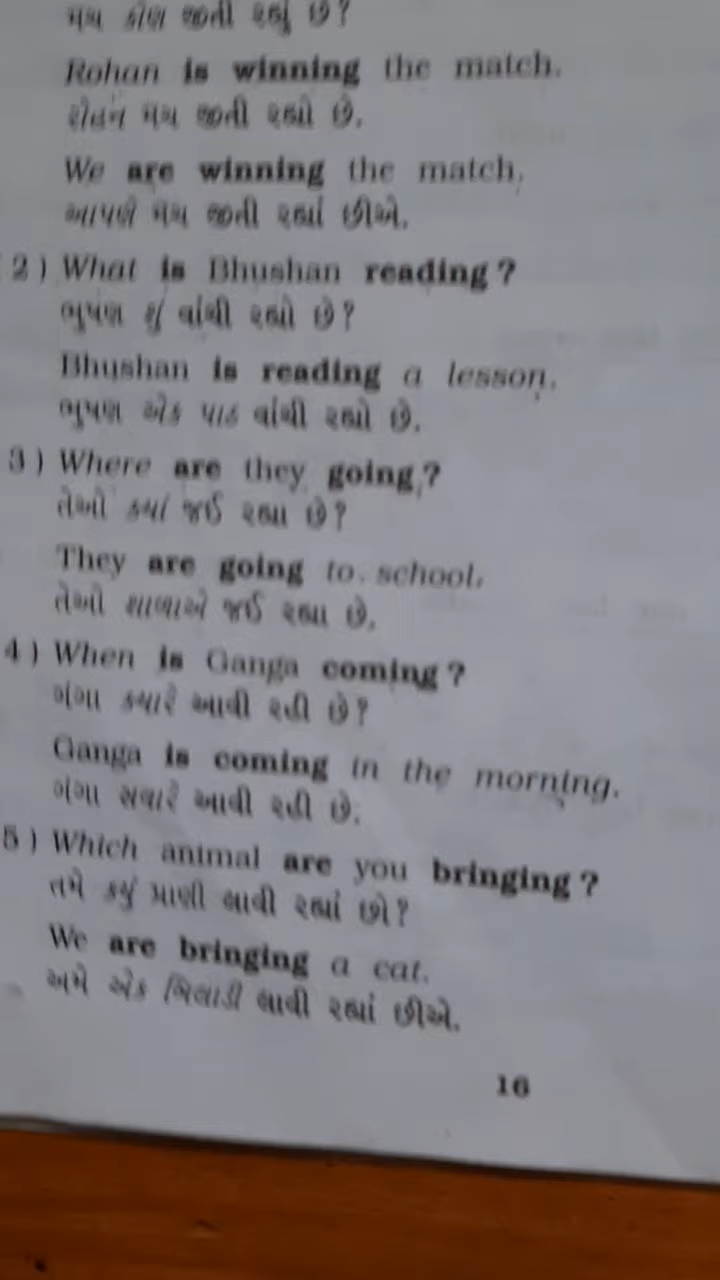 મેચ કોણ જીતી રહ્યું છે?
Rohan is winning the match.
રોહન મેચ જીતી રહ્યો છે.
We are winning the match.
આપણે મેચ જીતી રહ્યાં છીએ.
2) What is Bhushan reading?
ભુષણ શું વાંચી રહ્યો છે?
Bhushan is reading a lesson.
ભુષણ એક પાઠ વાંચી રહ્યો છે.
3) Where are they going?
તેઓ ક્યાં જઈ રહ્યા છે?
They are going to school.
તેઓ શાળાએ જઈ રહ્યા છે.
4) When is Ganga coming?
ગંગા ક્યારે આવી રહી છે?
Ganga is coming in the morning.
ગંગા સવારે આવી રહી છે.
5) Which animal are you bringing?
તમે કયું પ્રાણી લાવી રહ્યાં છો?
We are bringing a cat.
અમે એક બિલાડી લાવી રહ્યાં છીએ.
16